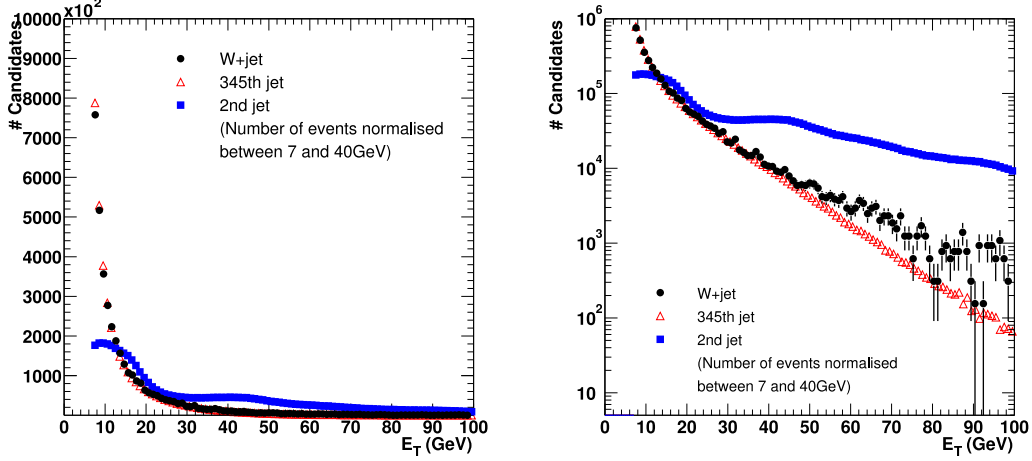 ×10²
# Candidates
10000
9000
8000
7000
6000
5000
4000
3000
2000
1000
W+jet
345th jet
2nd jet
(Number of events normalised
between 7 and 40GeV)
0 10 20 30 40 50 60 70 80 90 100
E_T (GeV)
# Candidates
10⁶
10⁵
10⁴
10³
10²
10
W+jet
345th jet
2nd jet
(Number of events normalised
between 7 and 40GeV)
0 10 20 30 40 50 60 70 80 90 100
E_T (GeV)